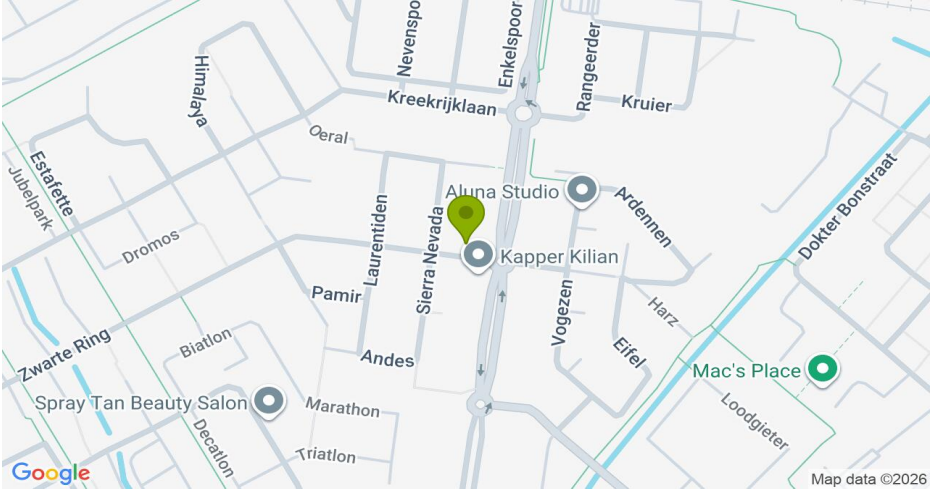 Nevenspo
Enkelspoor-
Rangeerder
Himalaya
Kreekrijklaan
Kruier
Oeral
Estafette
Jubelpark
Dromos
Laurentiden
Sierra Nevada
Aluna Studio
Ardennen
Dokter Bonstraat
Kapper Kilian
Pamir
Vogezen
Harz
Zwarte Ring
Biatlon
Andes
Eifel
Mac's Place
Spray Tan Beauty Salon
Marathon
Loodgieter
Decatlon
Triatlon
Google
Map data ©2026